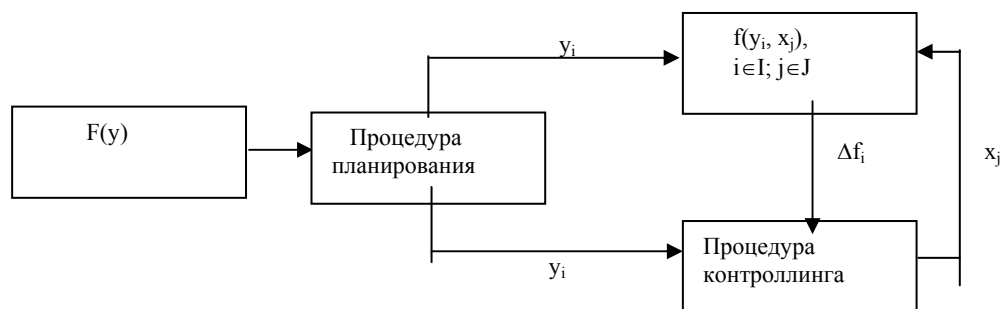 F(y)
Процедура
планирования
yᵢ
yᵢ
f(yᵢ, xⱼ),
i∈I; j∈J
Δfᵢ
xⱼ
Процедура
контроллинга